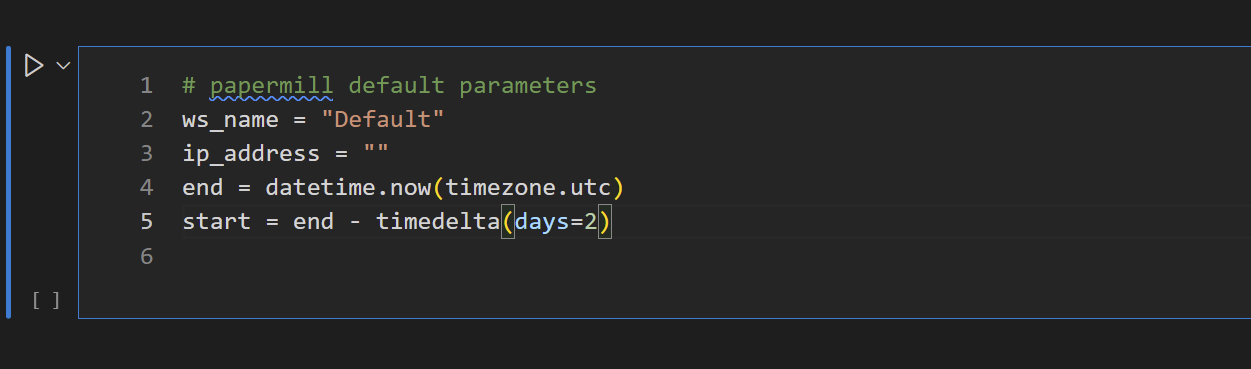 1 # papermill default parameters
2 ws_name = "Default"
3 ip_address = ""
4 end = datetime.now(timezone.utc)
5 start = end - timedelta(days=2)
6
[ ]